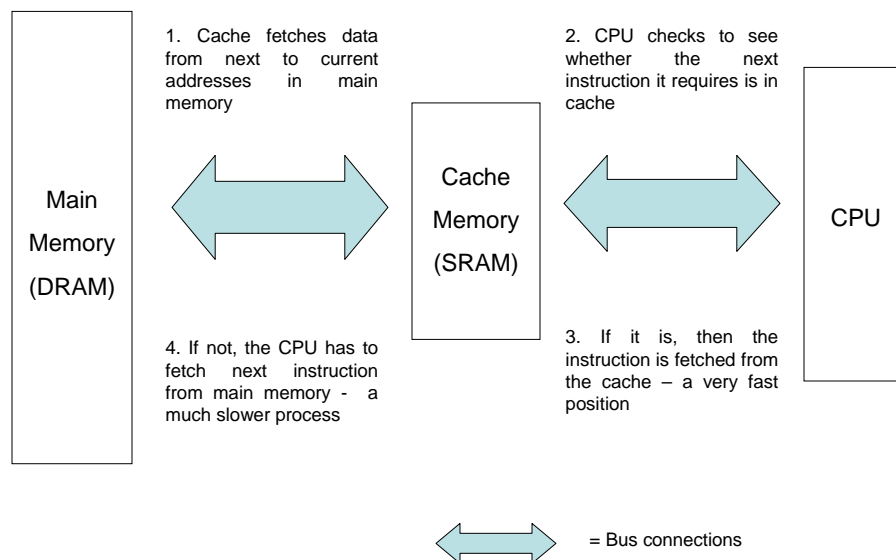 1. Cache fetches data
from next to current
addresses in main
memory
2. CPU checks to see
whether the next
instruction it requires is in
cache
Main
Memory
(DRAM)
Cache
Memory
(SRAM)
CPU
4. If not, the CPU has to
fetch next instruction
from main memory - a
much slower process
3. If it is, then the
instruction is fetched from
the cache – a very fast
position
= Bus connections